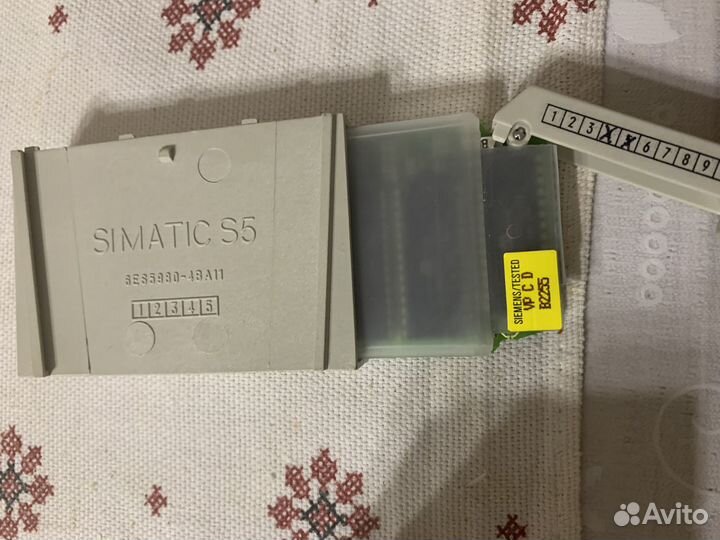 SIMATIC S5
6ES5980-4BA11
1 2 3 4 5
SIEMENS/TESTED
VP C D
B2255
1 2 3 X X 6 7 8 9
Avito